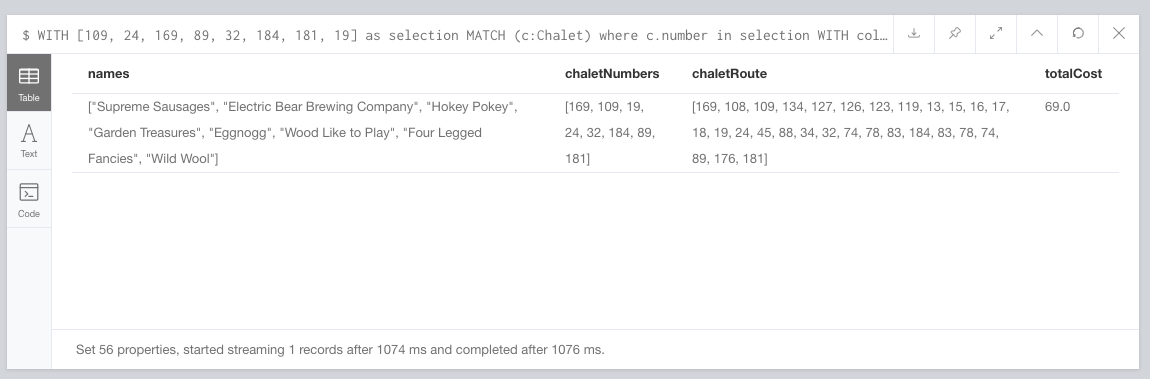 $ WITH [109, 24, 169, 89, 32, 184, 181, 19] as selection MATCH (c:Chalet) where c.number in selection WITH col…
Table
Text
Code
names chaletNumbers chaletRoute totalCost
["Supreme Sausages", "Electric Bear Brewing Company", "Hokey Pokey", [169, 109, 19, [169, 108, 109, 134, 127, 126, 123, 119, 13, 15, 16, 17, 69.0
"Garden Treasures", "Eggnogg", "Wood Like to Play", "Four Legged 24, 32, 184, 89, 18, 19, 24, 45, 88, 34, 32, 74, 78, 83, 184, 83, 78, 74,
Fancies", "Wild Wool"] 181] 89, 176, 181]
Set 56 properties, started streaming 1 records after 1074 ms and completed after 1076 ms.